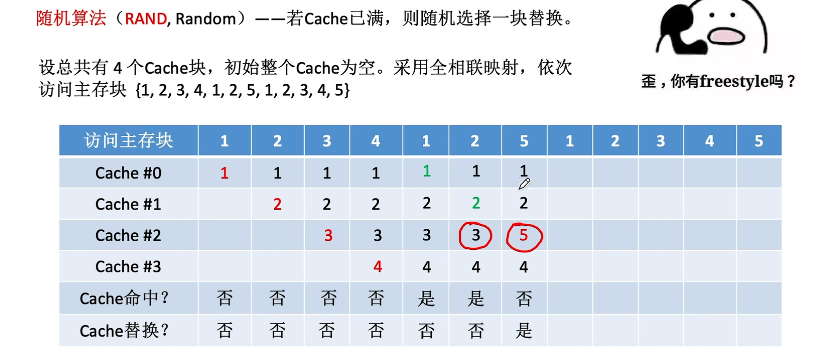 随机算法（RAND, Random）——若Cache已满，则随机选择一块替换。
设总共有 4 个Cache块，初始整个Cache为空。采用全相联映射，依次
访问主存块 {1, 2, 3, 4, 1, 2, 5, 1, 2, 3, 4, 5}
歪，你有freestyle吗？
访问主存块 1 2 3 4 1 2 5 1 2 3 4 5
Cache #0 1 1 1 1 1 1 1
Cache #1 2 2 2 2 2 2
Cache #2 3 3 3 3 5
Cache #3 4 4 4 4
Cache命中? 否 否 否 否 是 是 否
Cache替换? 否 否 否 否 否 否 是